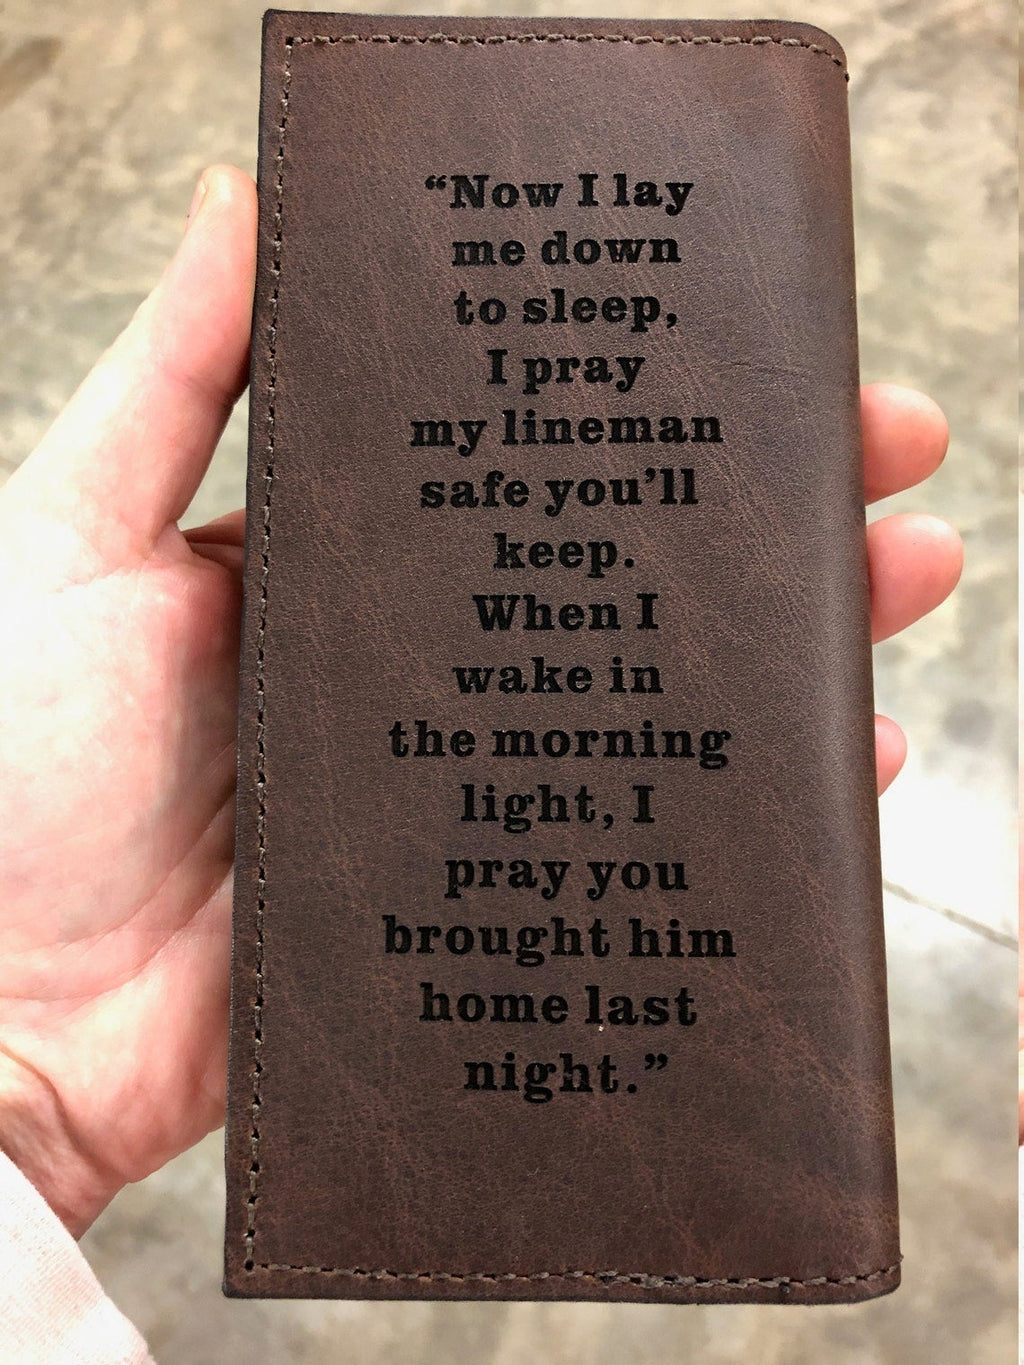 “Now I lay
me down
to sleep,
I pray
my lineman
safe you’ll
keep.
When I
wake in
the morning
light, I
pray you
brought him
home last
night.”